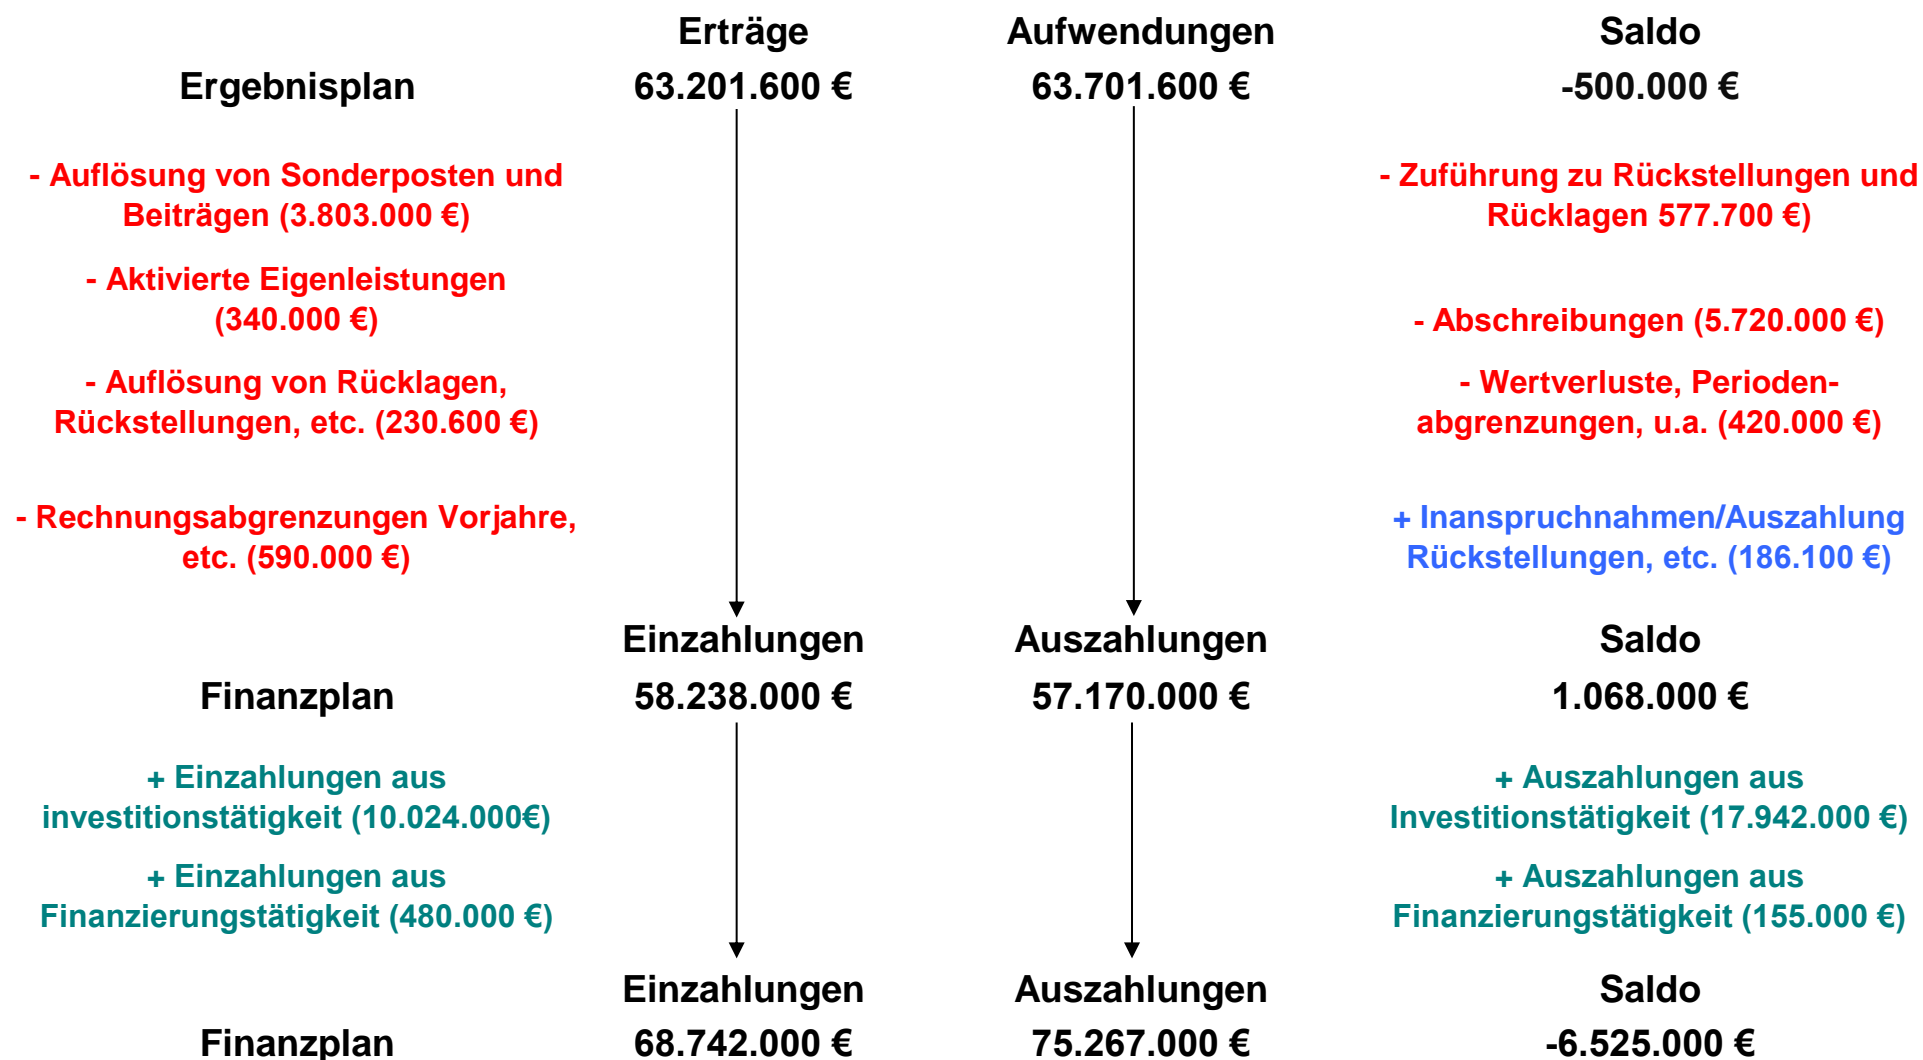 Erträge Aufwendungen Saldo
Ergebnisplan 63.201.600 € 63.701.600 € -500.000 €
- Auflösung von Sonderposten und
Beiträgen (3.803.000 €)
- Zuführung zu Rückstellungen und
Rücklagen 577.700 €)
- Aktivierte Eigenleistungen
(340.000 €)
- Abschreibungen (5.720.000 €)
- Auflösung von Rücklagen,
Rückstellungen, etc. (230.600 €)
- Wertverluste, Perioden-
abgrenzungen, u.a. (420.000 €)
- Rechnungsabgrenzungen Vorjahre,
etc. (590.000 €)
+ Inanspruchnahmen/Auszahlung
Rückstellungen, etc. (186.100 €)
Einzahlungen Auszahlungen Saldo
Finanzplan 58.238.000 € 57.170.000 € 1.068.000 €
+ Einzahlungen aus
investitionstätigkeit (10.024.000€)
+ Auszahlungen aus
Investitionstätigkeit (17.942.000 €)
+ Einzahlungen aus
Finanzierungstätigkeit (480.000 €)
+ Auszahlungen aus
Finanzierungstätigkeit (155.000 €)
Einzahlungen Auszahlungen Saldo
Finanzplan 68.742.000 € 75.267.000 € -6.525.000 €